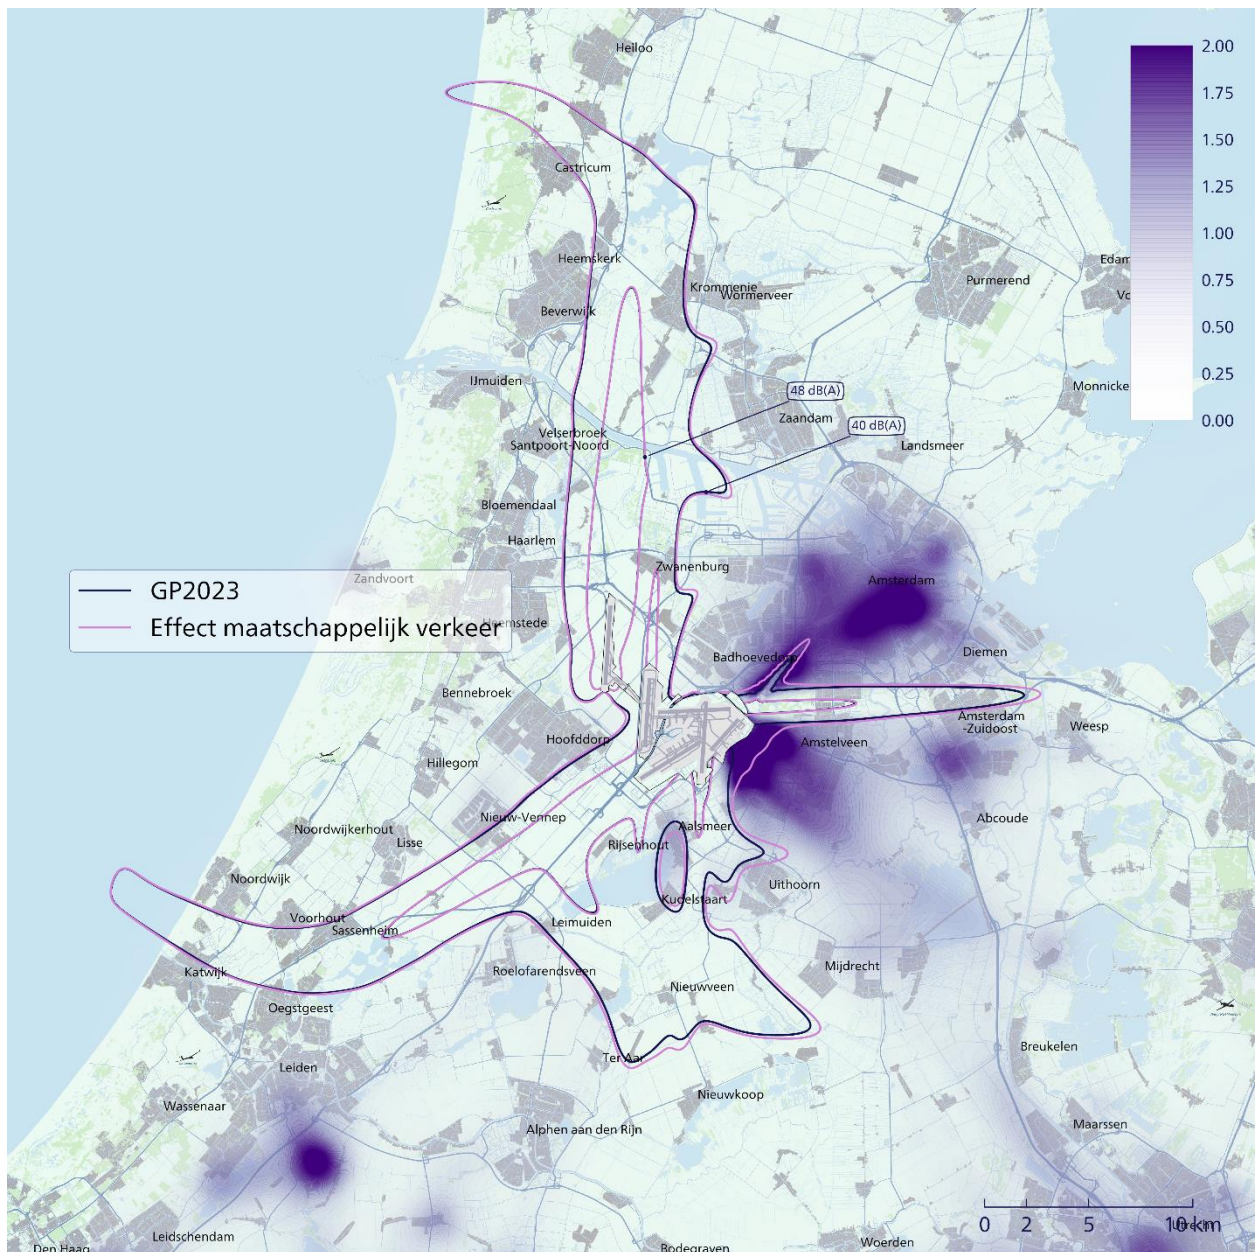 Heiloo
2.00
1.75
1.50
1.25
1.00
0.75
0.50
0.25
0.00
Castricum
Heemskerk
Edam
Krommenie
Wormerveer
Purmerend
Vo
Beverwijk
IJmuiden
Monnicke
48 dB(A)
Zaandam
40 dB(A)
Velserbroek
Santpoort-Noord
Landsmeer
Bloemendaal
Haarlem
Zwanenburg
Zandvoort
Amsterdam
GP2023
Effect maatschappelijk verkeer
Heemstede
Badhoevedorp
Diemen
Bennebroek
Amsterdam
-Zuidoost
Weesp
Hoofddorp
Amstelveen
Hillegom
Nieuw-Vennep
Abcoude
Noordwijkerhout
Lisse
Aalsmeer
Rijsenhout
Noordwijk
Uithoorn
Kudelstaart
Voorhout
Sassenheim
Leimuiden
Katwijk
Roelofarendsveen
Mijdrecht
Nieuwveen
Oegstgeest
Breukelen
Ter Aar
Leiden
Nieuwkoop
Wassenaar
Alphen aan den Rijn
Maarssen
0 2 5 10 km
Utrecht
Leidschendam
Den Haag
Bodegraven
Woerden